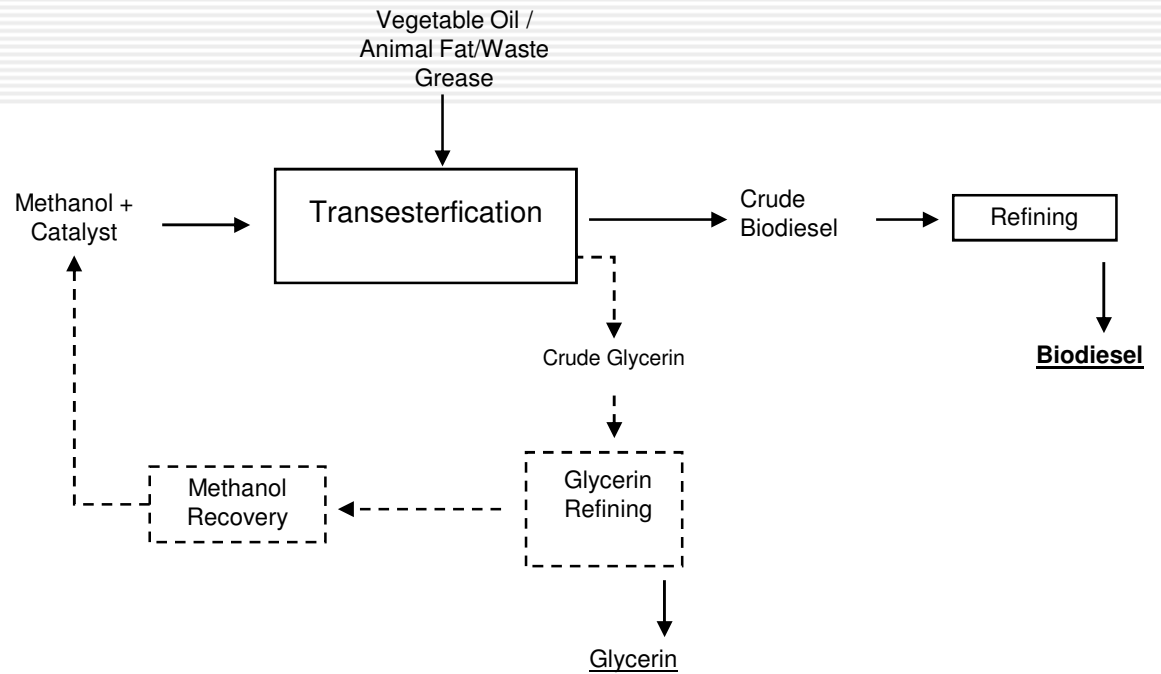 Vegetable Oil /
Animal Fat/Waste
Grease
Methanol +
Catalyst
Transesterfication
Crude
Biodiesel
Refining
Biodiesel
Crude Glycerin
Glycerin
Refining
Methanol
Recovery
Glycerin